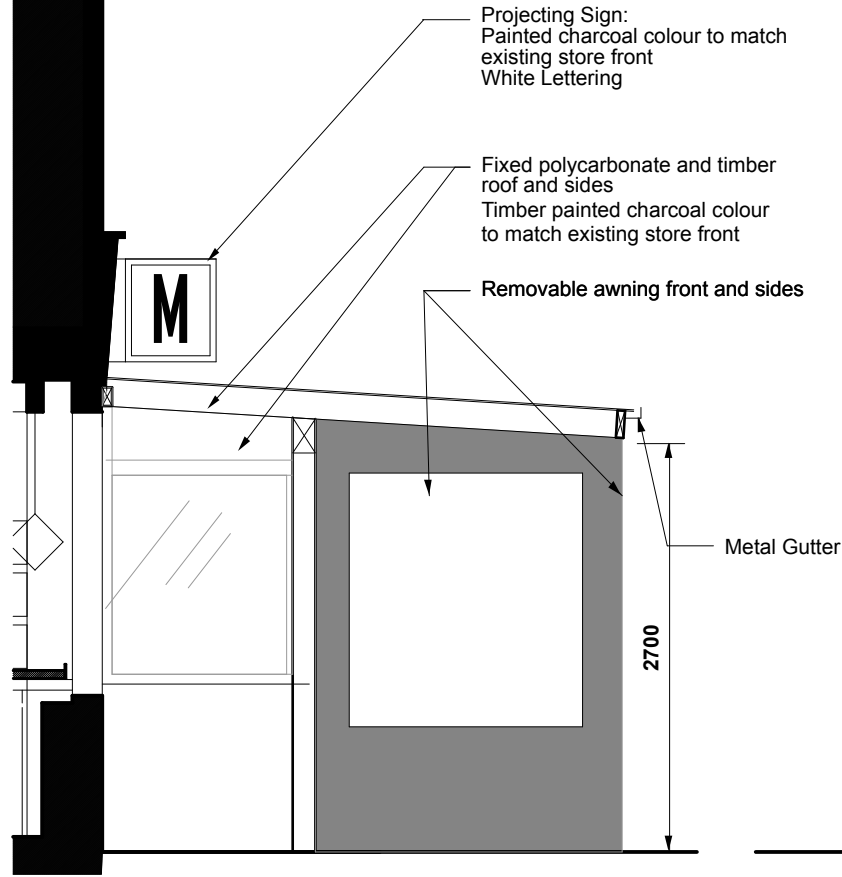 Projecting Sign:
Painted charcoal colour to match
existing store front
White Lettering
Fixed polycarbonate and timber
roof and sides
Timber painted charcoal colour
to match existing store front
Removable awning front and sides
M
Metal Gutter
2700